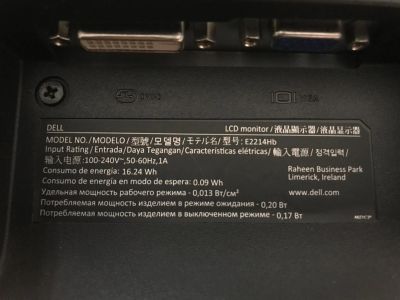 DVI-D
VGA
DELL LCD monitor/液晶顯示器/液晶显示器
MODEL NO./MODELO/型號/모델명/モデル名/型号: E2214Hb
Input Rating/Entrada/Daya Tegangan/Características elétricas/輸入電源/정격입력/
输入电源:100-240V~,50-60Hz,1A
Consumo de energía: 16.24 Wh
Consumo de energía en modo de espera: 0.09 Wh
Удельная мощность рабочего режима - 0,013 Вт/см²
Потребляемая мощность изделием в режиме ожидания - 0,20 Вт
Потребляемая мощность изделием в выключенном режиме - 0,17 Вт
Raheen Business Park
Limerick, Ireland
www.dell.com